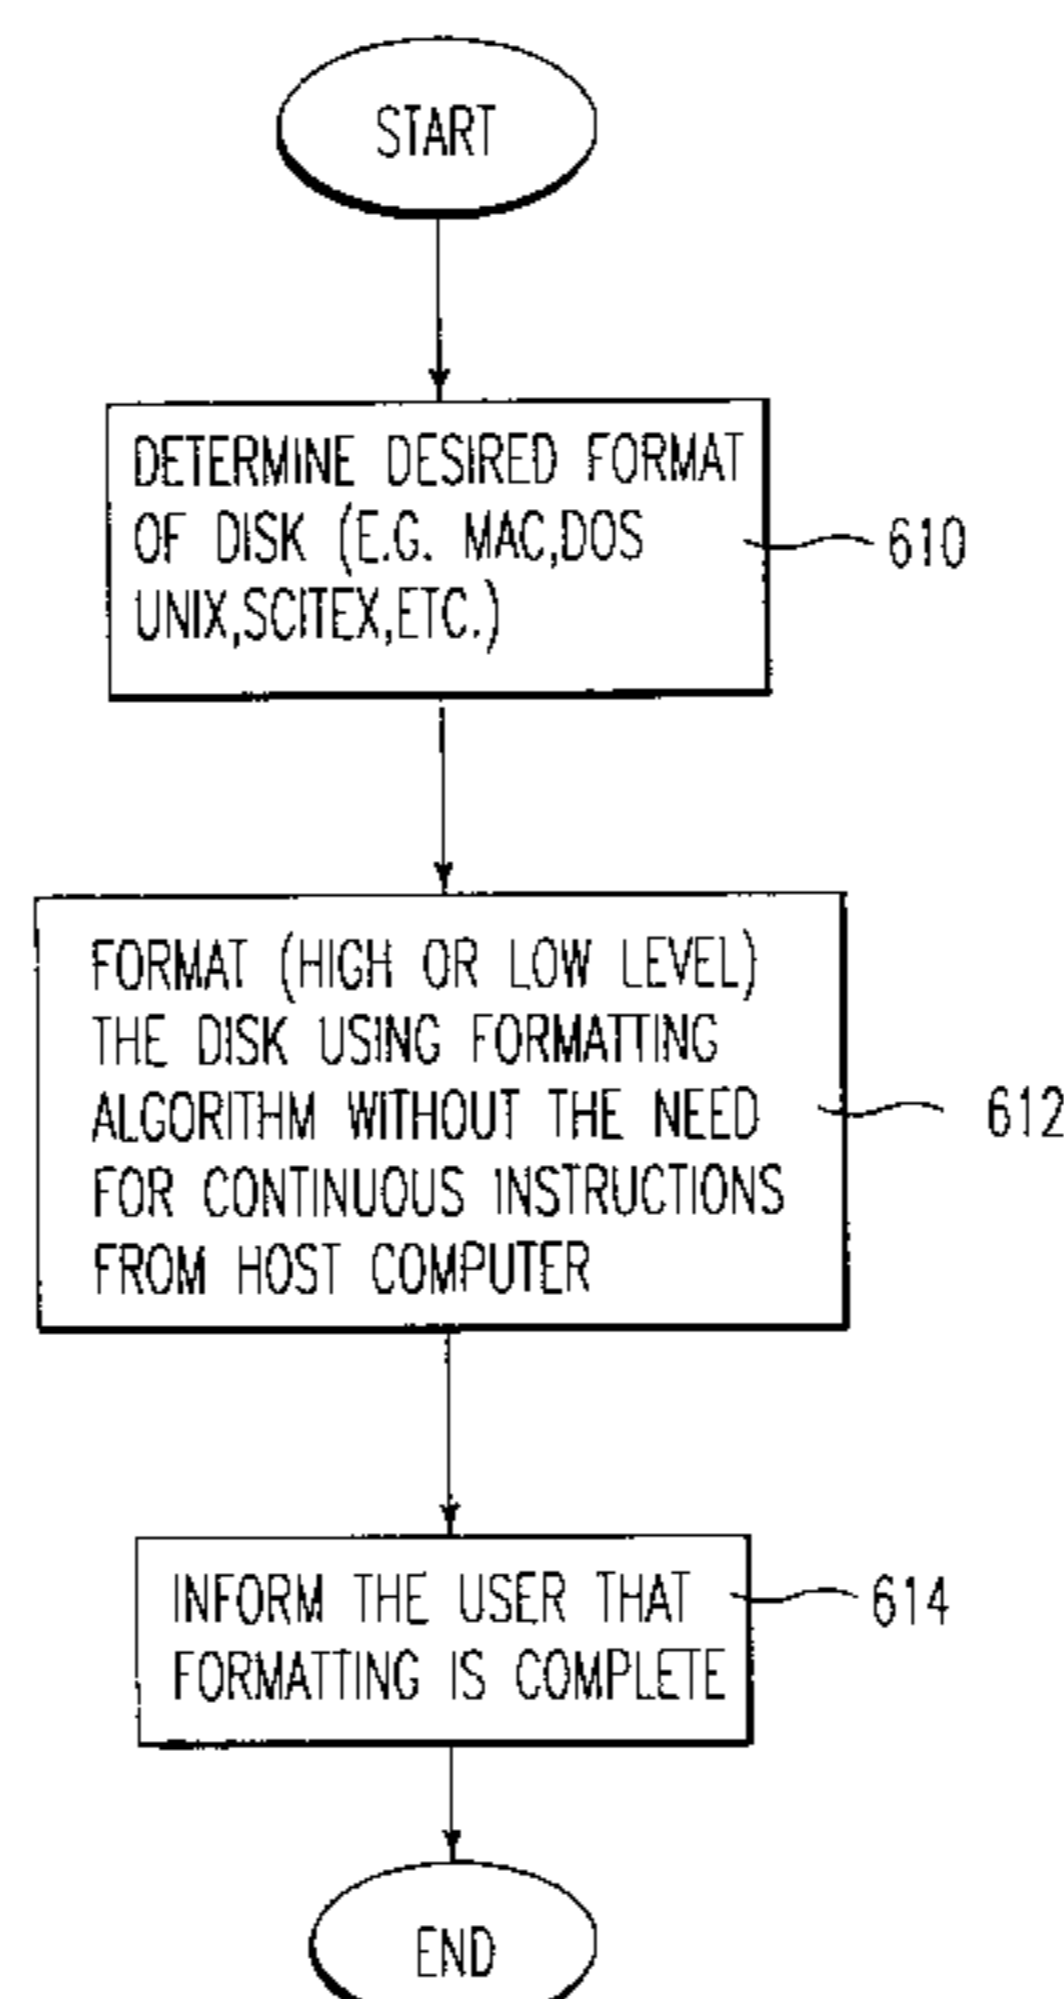 START
DETERMINE DESIRED FORMAT
OF DISK (E.G. MAC,DOS
UNIX,SCITEX,ETC.)
610
FORMAT (HIGH OR LOW LEVEL)
THE DISK USING FORMATTING
ALGORITHM WITHOUT THE NEED
FOR CONTINUOUS INSTRUCTIONS
FROM HOST COMPUTER
612
INFORM THE USER THAT
FORMATTING IS COMPLETE
614
END